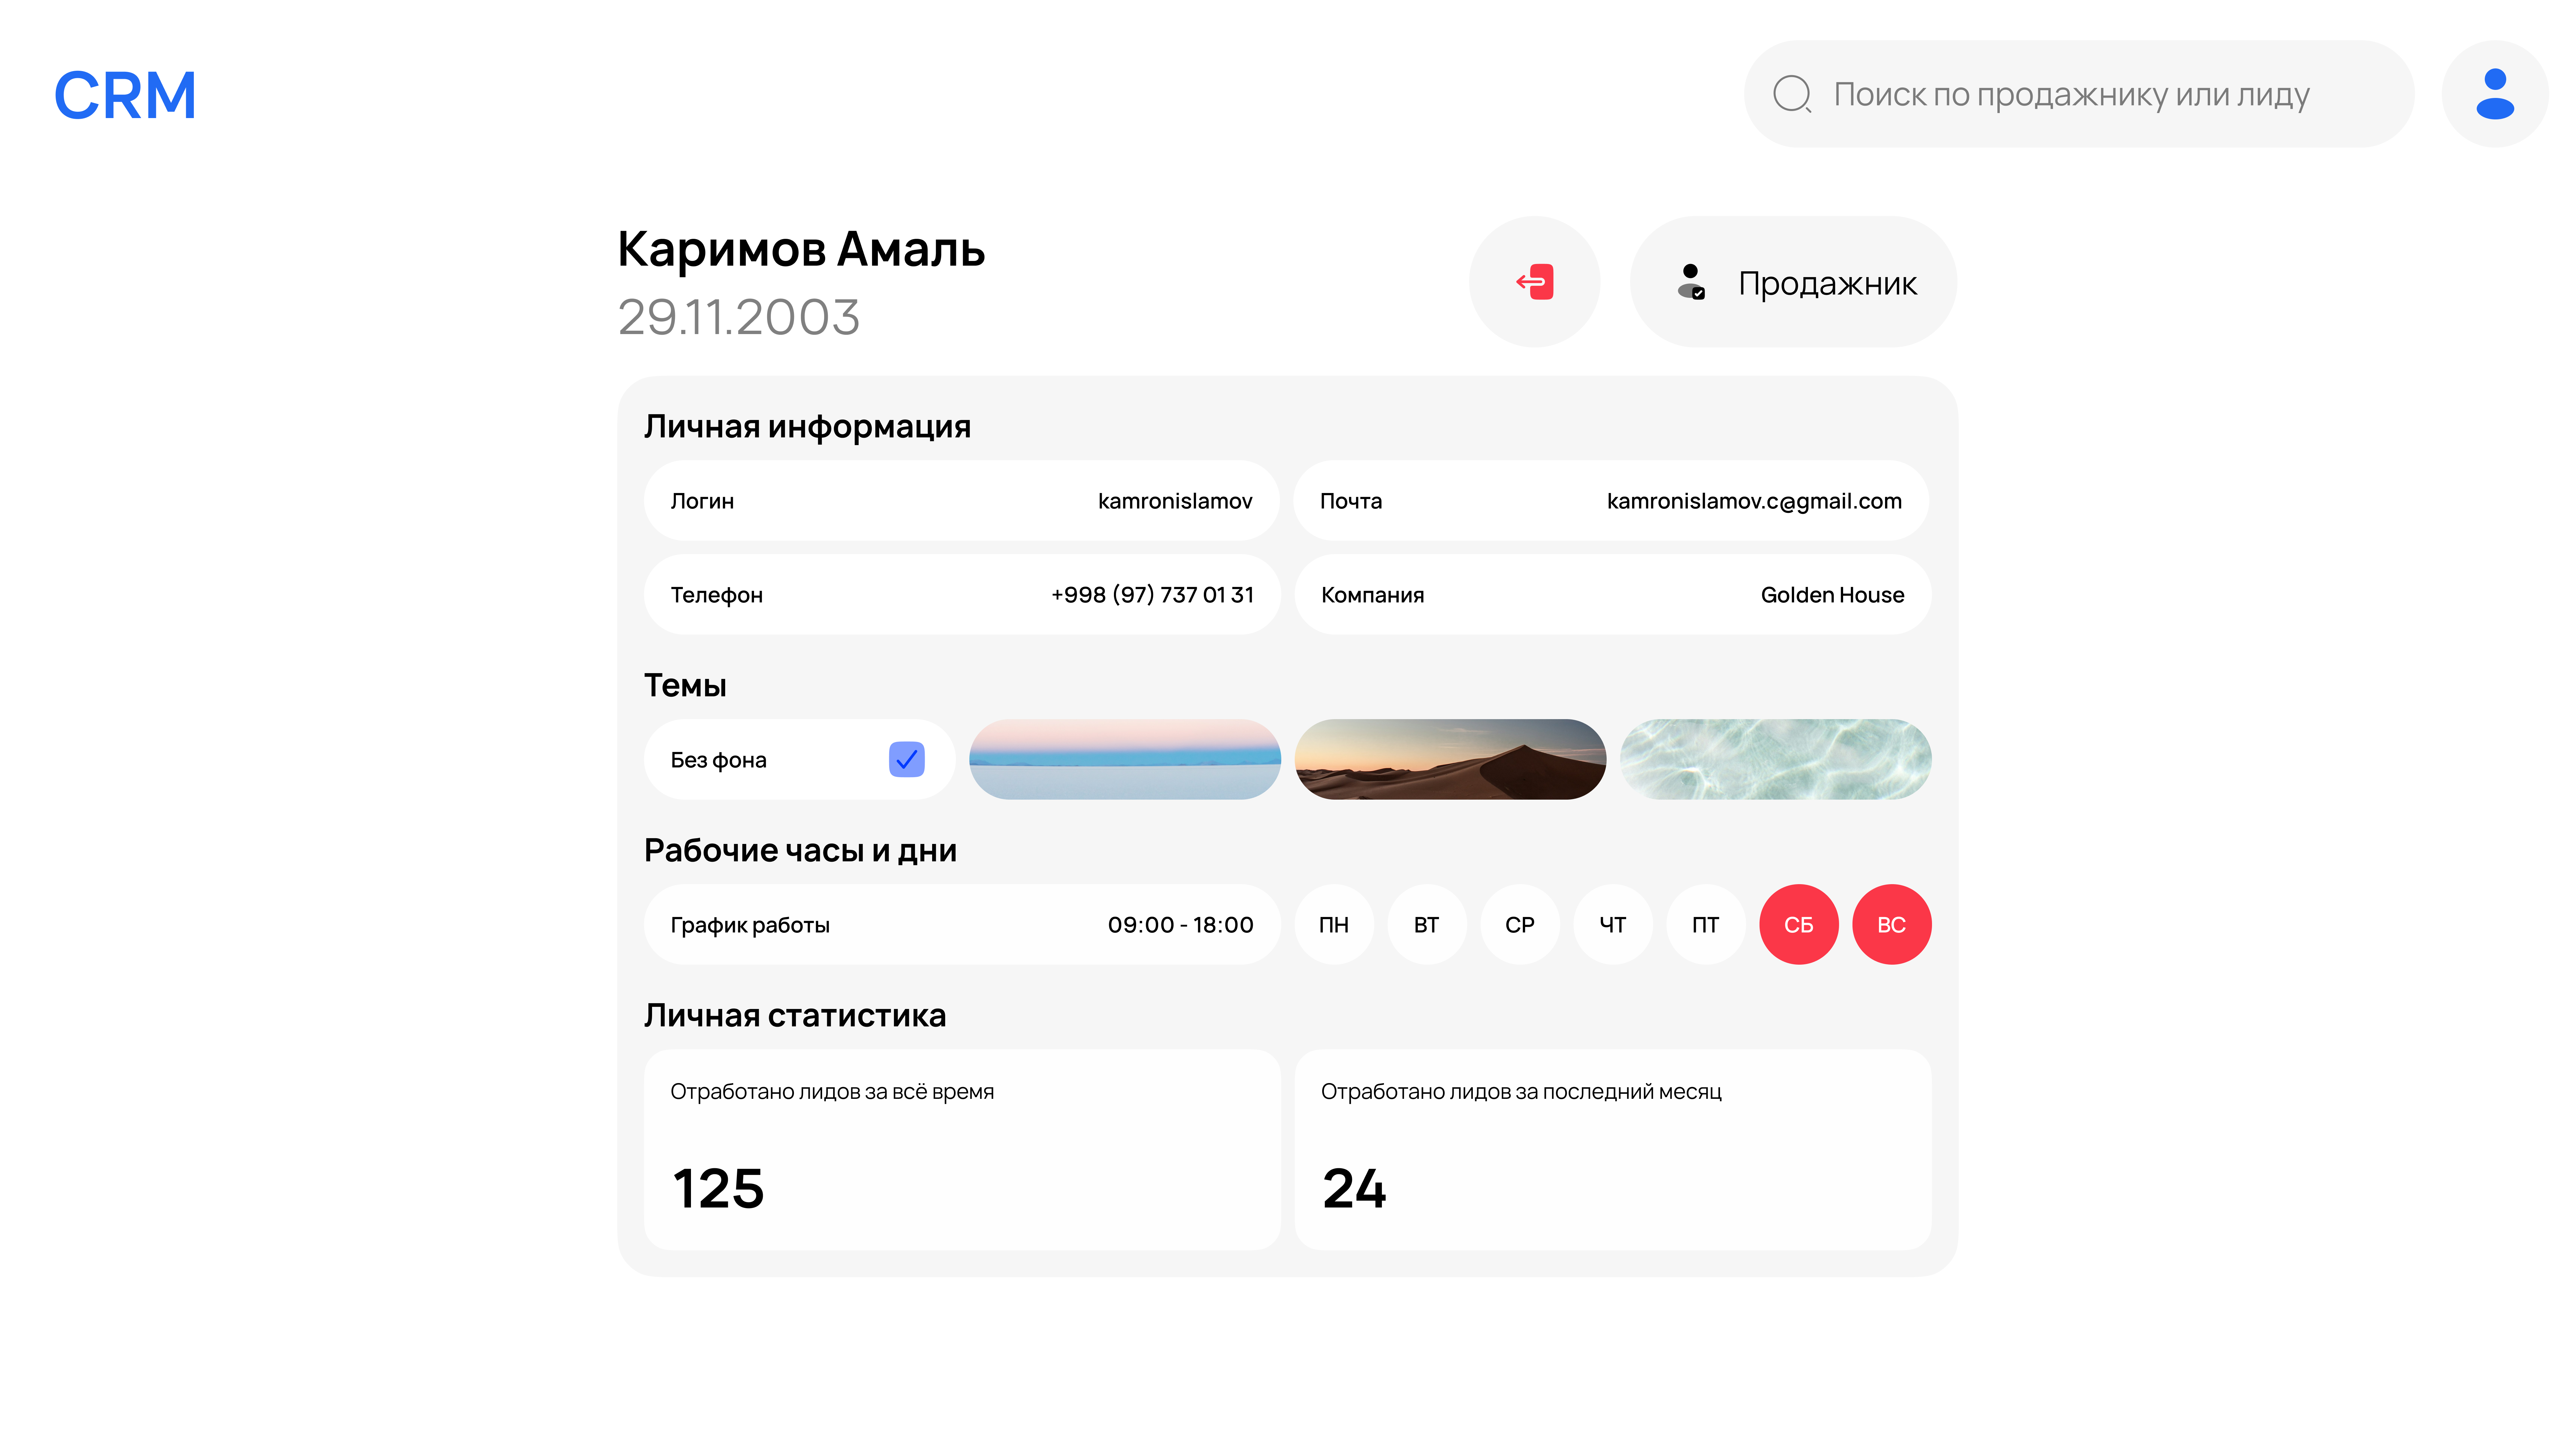 CRM
Поиск по продажнику или лиду
Каримов Амаль
29.11.2003
Продажник
Личная информация
Логин kamronislamov
Почта kamronislamov.c@gmail.com
Телефон +998 (97) 737 01 31
Компания Golden House
Темы
Без фона
Рабочие часы и дни
График работы 09:00 - 18:00
ПН ВТ СР ЧТ ПТ СБ ВС
Личная статистика
Отработано лидов за всё время
125
Отработано лидов за последний месяц
24